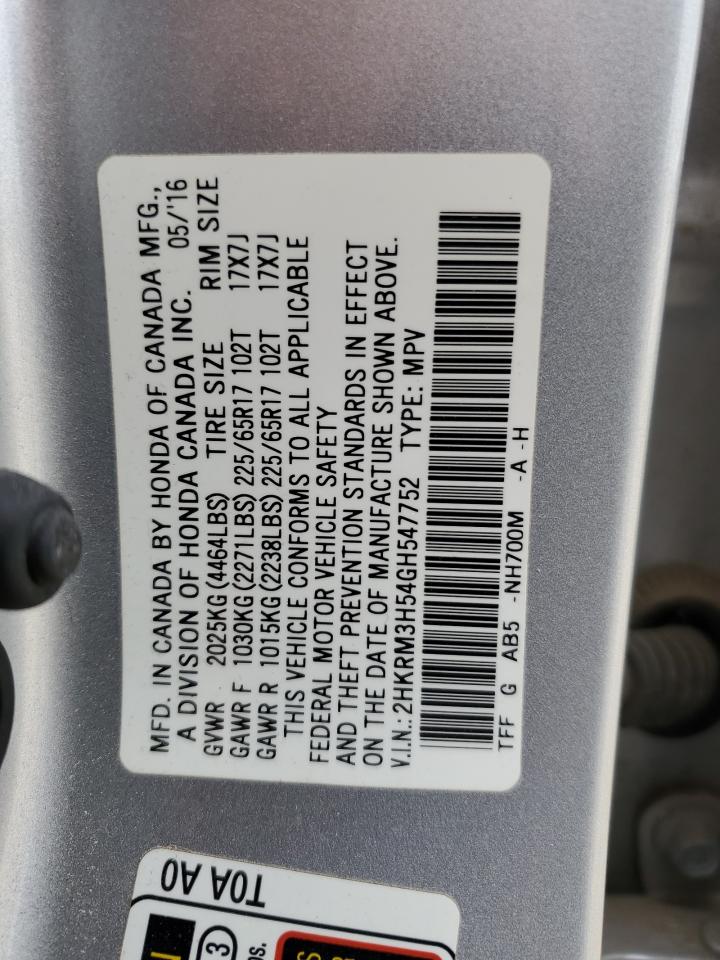 MFD. IN CANADA BY HONDA OF CANADA MFG.,
A DIVISION OF HONDA CANADA INC. 05/'16
GVWR 2025KG (4464LBS) TIRE SIZE RIM SIZE
GAWR F 1030KG (2271LBS) 225/65R17 102T 17X7J
GAWR R 1015KG (2238LBS) 225/65R17 102T 17X7J
THIS VEHICLE CONFORMS TO ALL APPLICABLE
FEDERAL MOTOR VEHICLE SAFETY
AND THEFT PREVENTION STANDARDS IN EFFECT
ON THE DATE OF MANUFACTURE SHOWN ABOVE.
V.I.N.: 2HKRM3H54GH547752 TYPE: MPV
TFF G AB5 -NH700M -A -H
T0A A0
3
os.